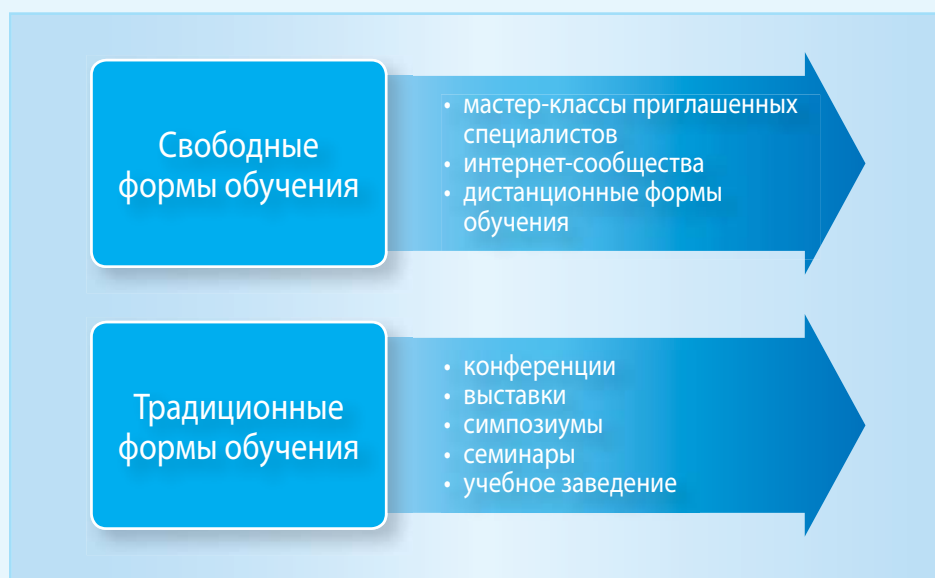 Свободные
формы обучения
• мастер-классы приглашенных
специалистов
• интернет-сообщества
• дистанционные формы
обучения
Традиционные
формы обучения
• конференции
• выставки
• симпозиумы
• семинары
• учебное заведение